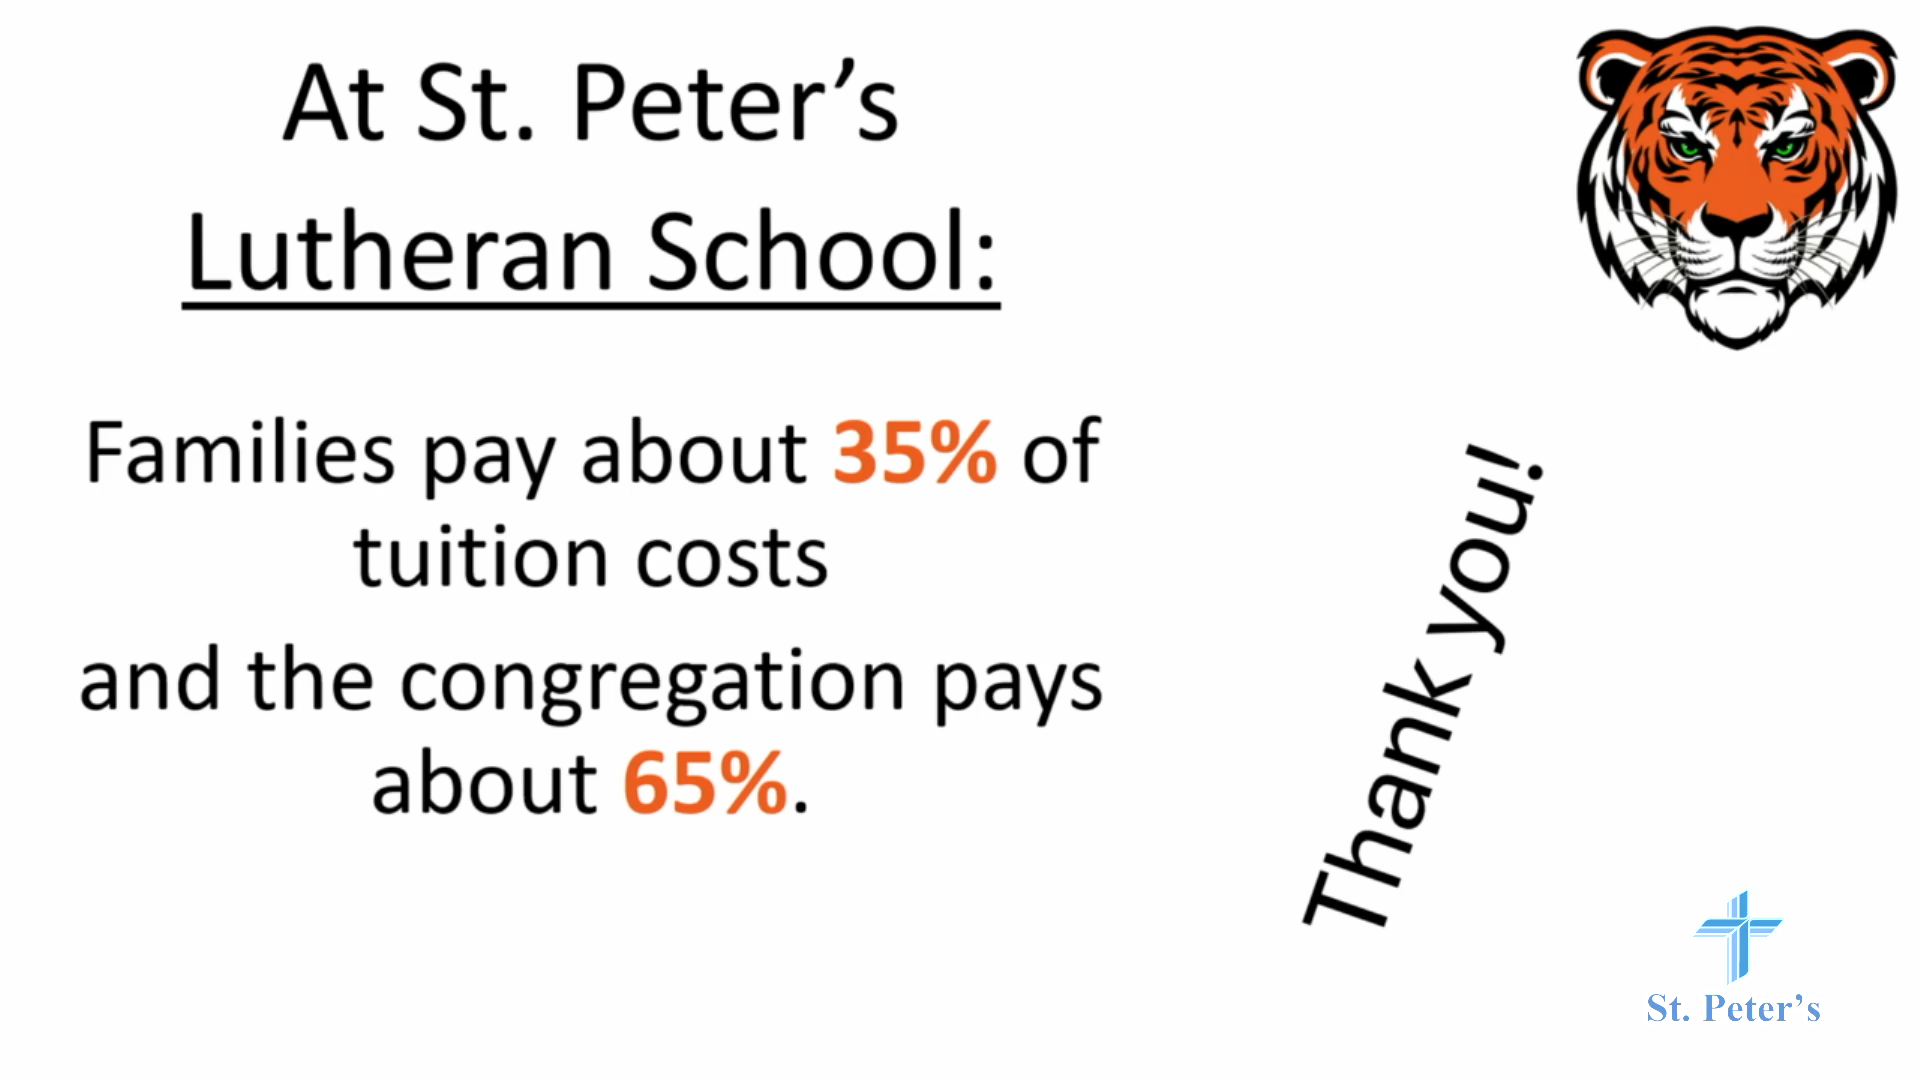 At St. Peter’s
Lutheran School:
Families pay about 35% of
tuition costs
and the congregation pays
about 65%.
Thank you!
St. Peter’s